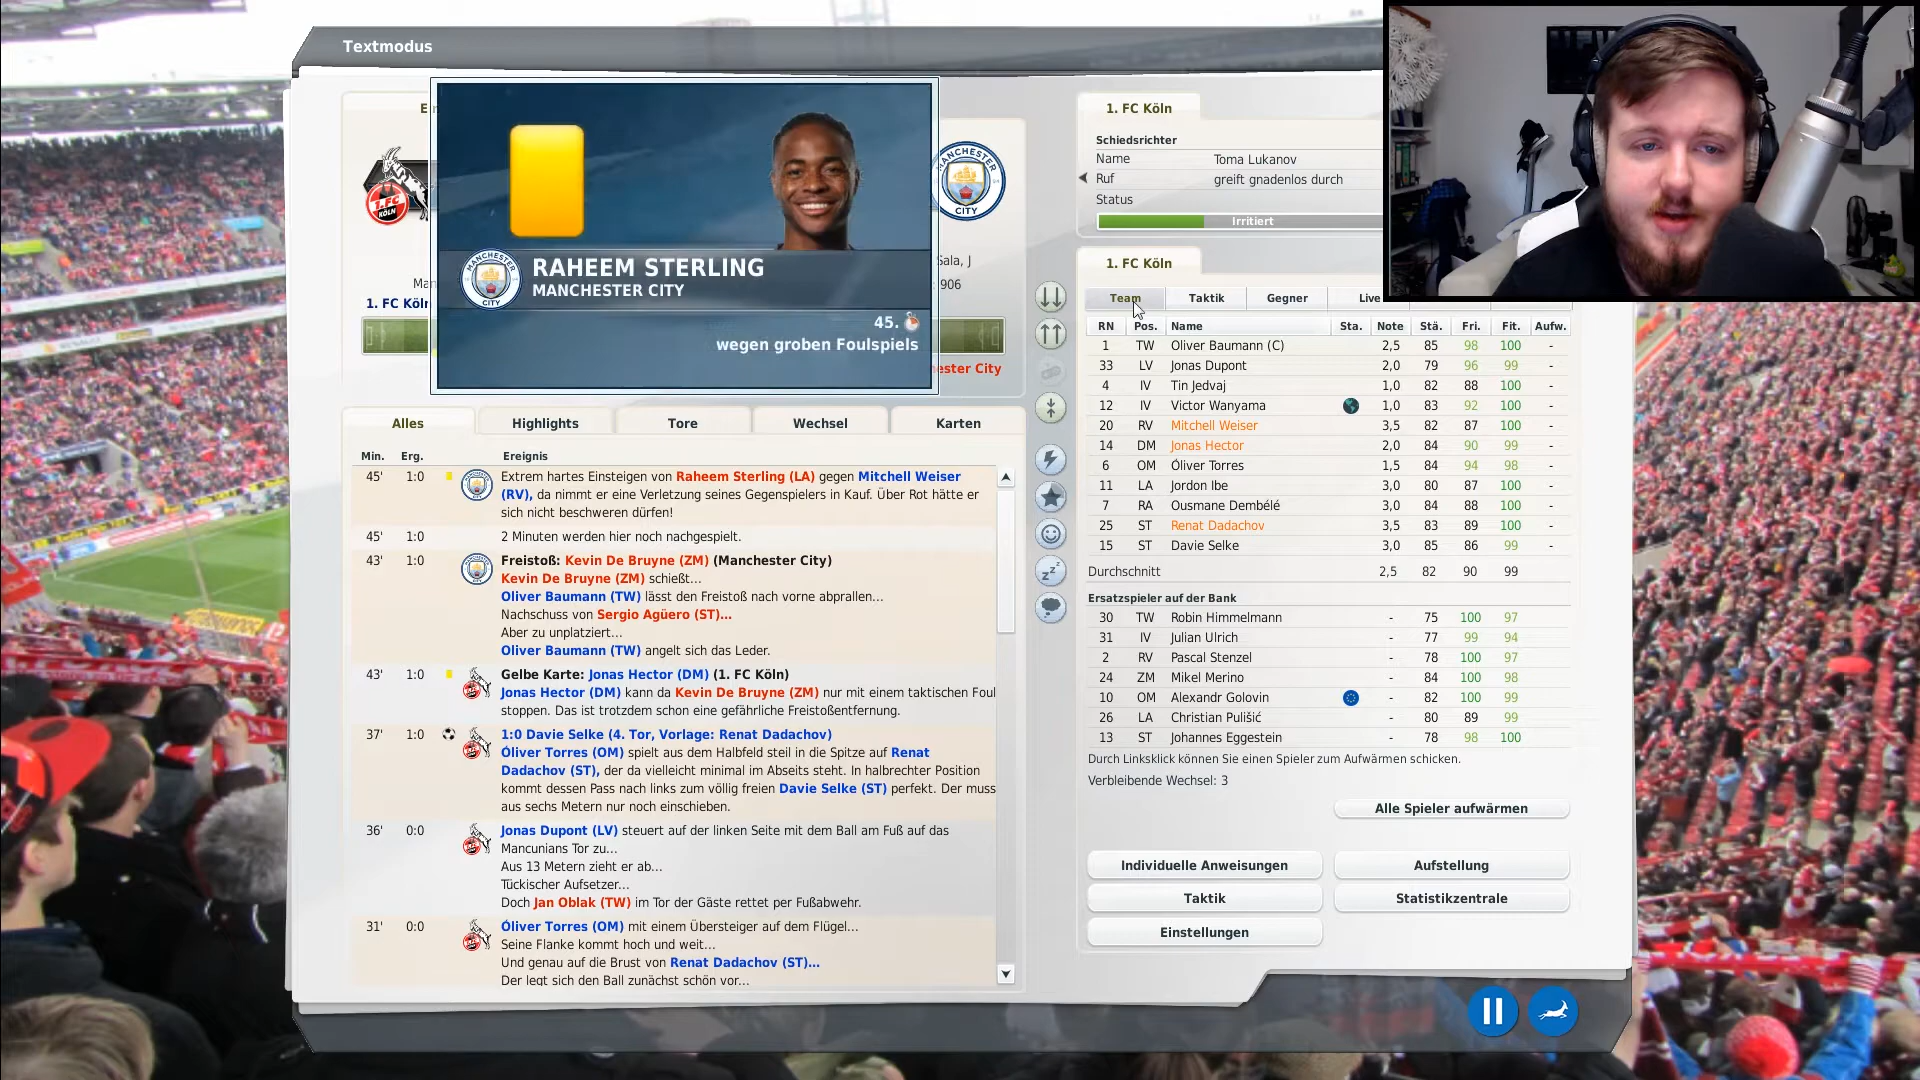 Textmodus
1. FC KÖLN
MANCHESTER
CITY
RAHEEM STERLING
MANCHESTER CITY
45.
wegen groben Foulspiels
Sala, J
906
1. FC Köln
Alles
Highlights
Tore
Wechsel
Karten
Min. Erg. Ereignis
45' 1:0 Extrem hartes Einsteigen von Raheem Sterling (LA) gegen Mitchell Weiser
(RV), da nimmt er eine Verletzung seines Gegenspielers in Kauf. Über Rot hätte er
sich nicht beschweren dürfen!
45' 1:0 2 Minuten werden hier noch nachgespielt.
43' 1:0 Freistoß: Kevin De Bruyne (ZM) (Manchester City)
Kevin De Bruyne (ZM) schießt...
Oliver Baumann (TW) lässt den Freistoß nach vorne abprallen...
Nachschuss von Sergio Agüero (ST)...
Aber zu unplatziert...
Oliver Baumann (TW) angelt sich das Leder.
43' 1:0 Gelbe Karte: Jonas Hector (DM) (1. FC Köln)
Jonas Hector (DM) kann da Kevin De Bruyne (ZM) nur mit einem taktischen Foul
stoppen. Das ist trotzdem schon eine gefährliche Freistoßentfernung.
37' 1:0 1:0 Davie Selke (4. Tor, Vorlage: Renat Dadachov)
Óliver Torres (OM) spielt aus dem Halbfeld steil in die Spitze auf Renat
Dadachov (ST), der da vielleicht minimal im Abseits steht. In halbrechter Position
kommt dessen Pass nach links zum völlig freien Davie Selke (ST) perfekt. Der muss
aus sechs Metern nur noch einschieben.
36' 0:0 Jonas Dupont (LV) steuert auf der linken Seite mit dem Ball am Fuß auf das
Mancunians Tor zu...
Aus 13 Metern zieht er ab...
Tückischer Aufsetzer...
Doch Jan Oblak (TW) im Tor der Gäste rettet per Fußabwehr.
31' 0:0 Óliver Torres (OM) mit einem Übersteiger auf dem Flügel...
Seine Flanke kommt hoch und weit...
Und genau auf die Brust von Renat Dadachov (ST)...
Der legt sich den Ball zunächst schön vor...
1. FC Köln
Schiedsrichter
Name Toma Lukanov
Ruf greift gnadenlos durch
Status
Irritiert
1. FC Köln
Team
Taktik
Gegner
Live
RN Pos. Name Sta. Note Stä. Fri. Fit. Aufw.
1 TW Oliver Baumann (C) 2,5 85 98 100 -
33 LV Jonas Dupont 2,0 79 96 99 -
4 IV Tin Jedvaj 1,0 82 88 100 -
12 IV Victor Wanyama 1,0 83 92 100 -
20 RV Mitchell Weiser 3,5 82 87 100 -
14 DM Jonas Hector 2,0 84 90 99 -
6 OM Óliver Torres 1,5 84 94 98 -
11 LA Jordon Ibe 3,0 80 87 100 -
7 RA Ousmane Dembélé 3,0 84 88 100 -
25 ST Renat Dadachov 3,5 83 89 100 -
15 ST Davie Selke 3,0 85 86 99 -
Durchschnitt 2,5 82 90 99
Ersatzspieler auf der Bank
30 TW Robin Himmelmann - 75 100 97
31 IV Julian Ulrich - 77 99 94
2 RV Pascal Stenzel - 78 100 97
24 ZM Mikel Merino - 84 100 98
10 OM Alexandr Golovin - 82 100 99
26 LA Christian Pulišić - 80 89 99
13 ST Johannes Eggestein - 78 98 100
Durch Linksklick können Sie einen Spieler zum Aufwärmen schicken.
Verbleibende Wechsel: 3
Alle Spieler aufwärmen
Individuelle Anweisungen
Aufstellung
Taktik
Statistikzentrale
Einstellungen